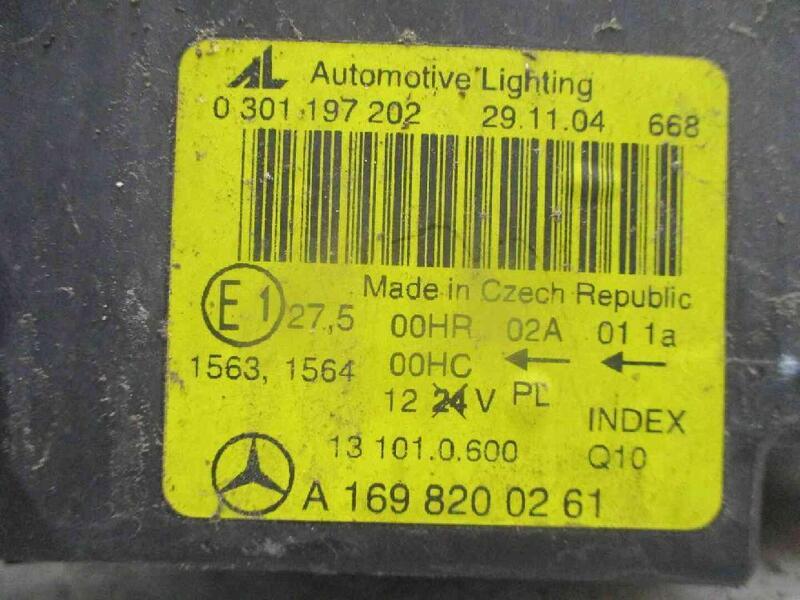 AL Automotive Lighting
0 301 197 202 29.11.04 668
Made in Czech Republic
E1 27,5 00HR 02A 01 1a
1563, 1564 00HC ← ←
12 24 V PL
INDEX
13 101.0.600 Q10
A 169 820 02 61